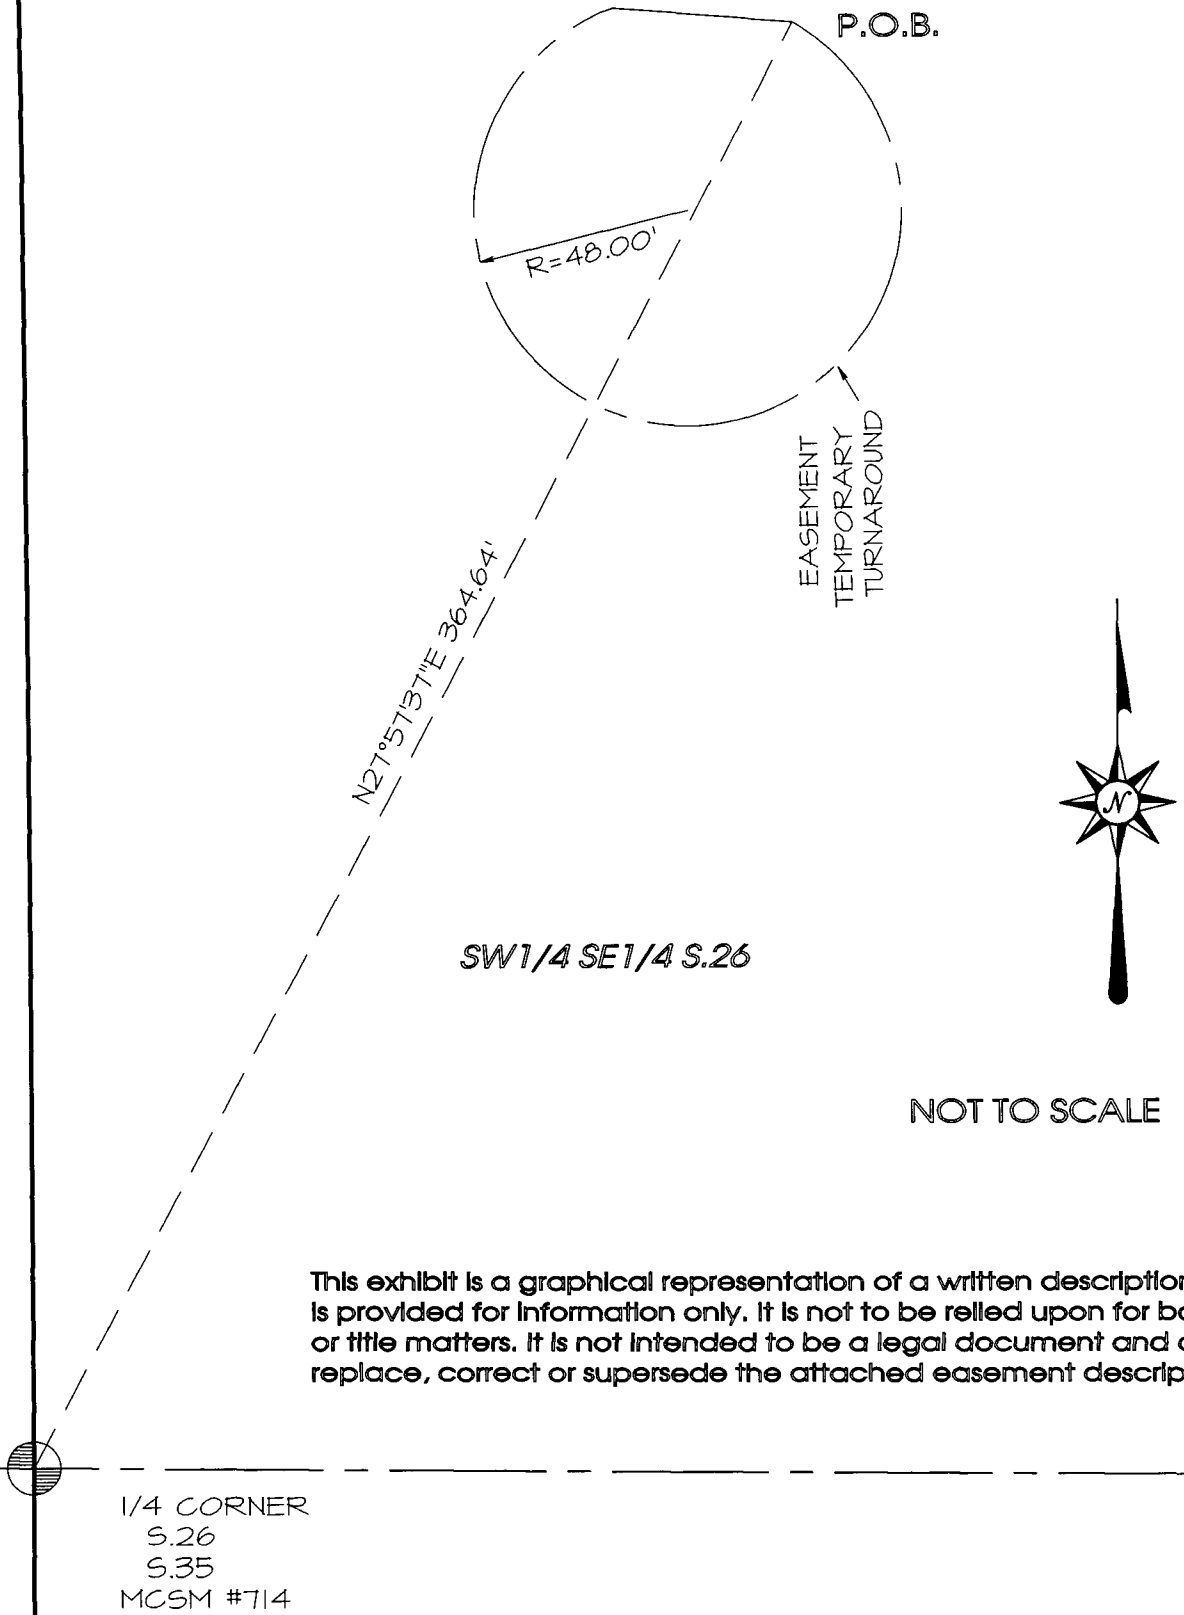 P.O.B.
R=48.00'
EASEMENT
TEMPORARY
TURNAROUND
N27°57'37"E 364.64'
N
SW1/4 SE1/4 S.26
NOT TO SCALE
This exhibit is a graphical representation of a written description
is provided for information only. It is not to be relied upon for
or title matters. It is not intended to be a legal document and
replace, correct or supersede the attached easement
1/4 CORNER
S.26
S.35
MCSM #714